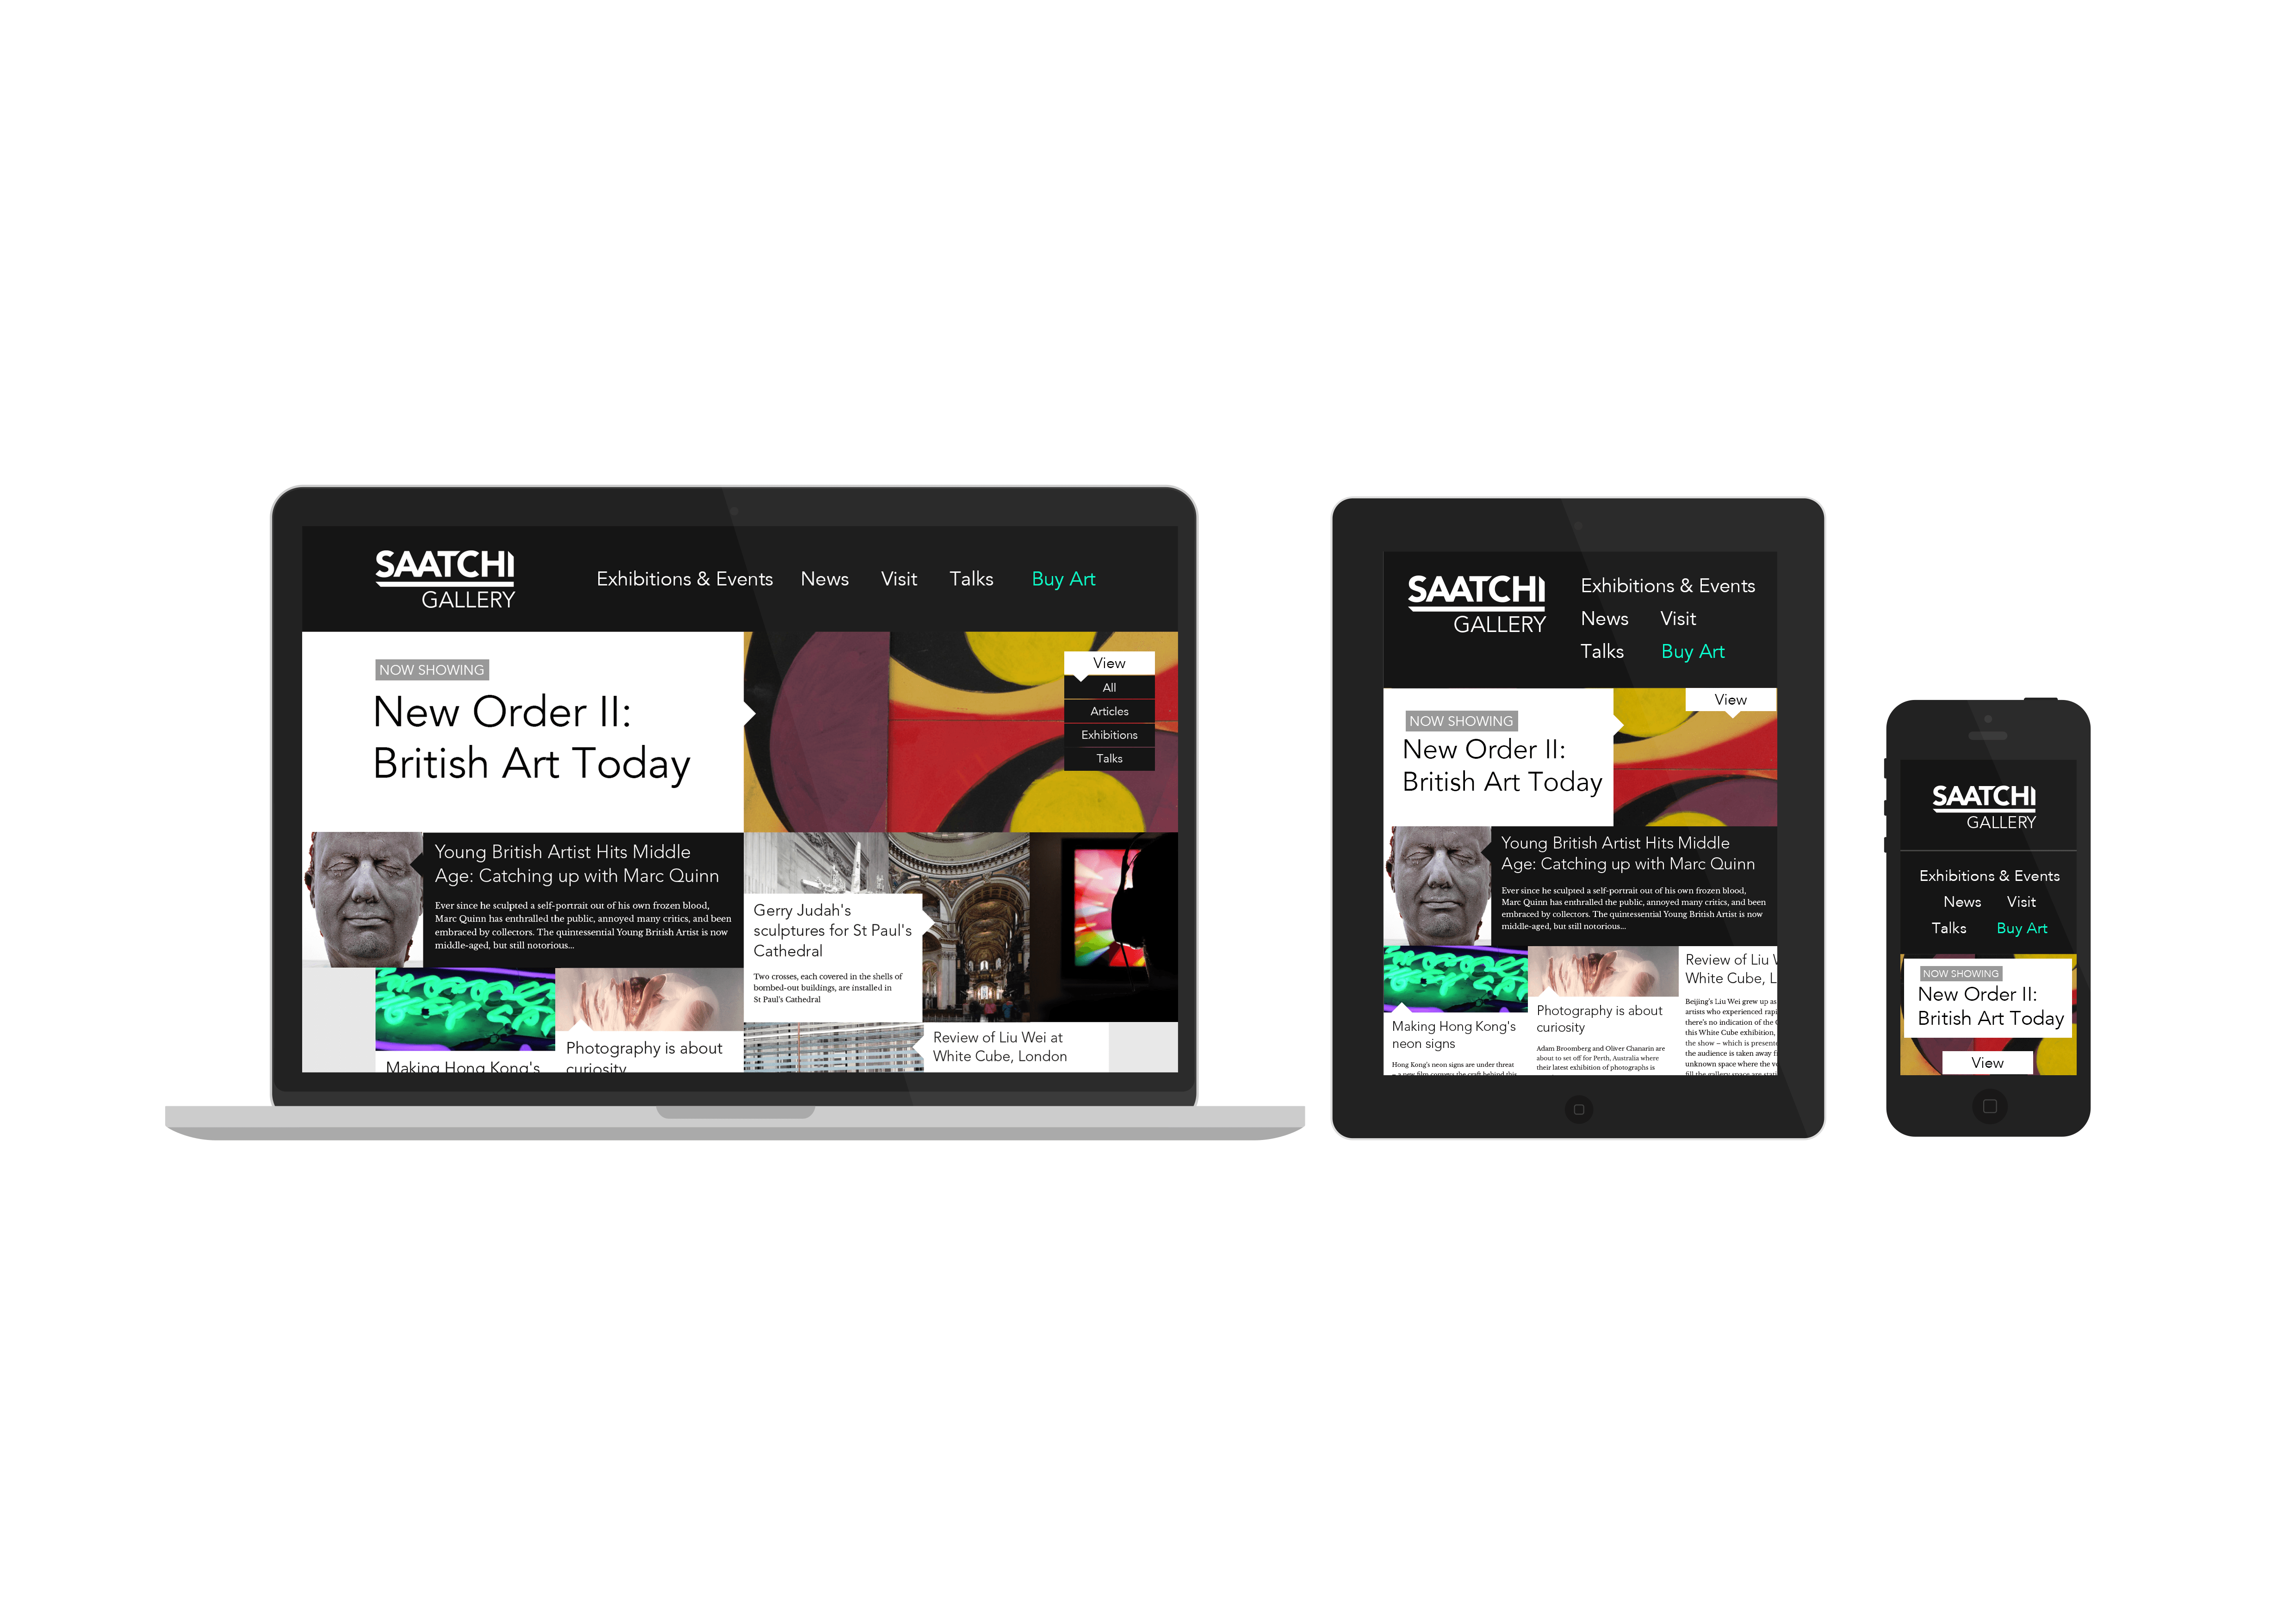 SAATCHI
GALLERY
Exhibitions & Events News Visit Talks Buy Art
NOW SHOWING
New Order II:
British Art Today
View
All
Articles
Exhibitions
Talks
Young British Artist Hits Middle
Age: Catching up with Marc Quinn
Ever since he sculpted a self-portrait out of his own frozen blood,
Marc Quinn has enthralled the public, annoyed many critics, and been
embraced by collectors. The quintessential Young British Artist is now
middle-aged, but still notorious...
Gerry Judah's
sculptures for St Paul's
Cathedral
Two crosses, each covered in the shells of
bombed-out buildings, are installed in
St Paul's Cathedral
Making Hong Kong's
Photography is about
curiosity
Review of Liu Wei at
White Cube, London
SAATCHI
GALLERY
Exhibitions & Events
News Visit
Talks Buy Art
NOW SHOWING
New Order II:
British Art Today
View
Young British Artist Hits Middle
Age: Catching up with Marc Quinn
Ever since he sculpted a self-portrait out of his own frozen blood,
Marc Quinn has enthralled the public, annoyed many critics, and been
embraced by collectors. The quintessential Young British Artist is now
middle-aged, but still notorious...
Making Hong Kong's
neon signs
Hong Kong's neon signs are under threat
– a new film conveys the craft behind this
Photography is about
curiosity
Adam Broomberg and Oliver Chanarin are
about to set off for Perth, Australia where
their latest exhibition of photographs is
Review of Liu
White Cube, L
Beijing's Liu Wei grew up as
artists who experienced rapi
there's no indication of the
this White Cube exhibition,
the show – which is present
the audience is taken away f
unknown space where the
fill the gallery space are
SAATCHI
GALLERY
Exhibitions & Events
News Visit
Talks Buy Art
NOW SHOWING
New Order II:
British Art Today
View